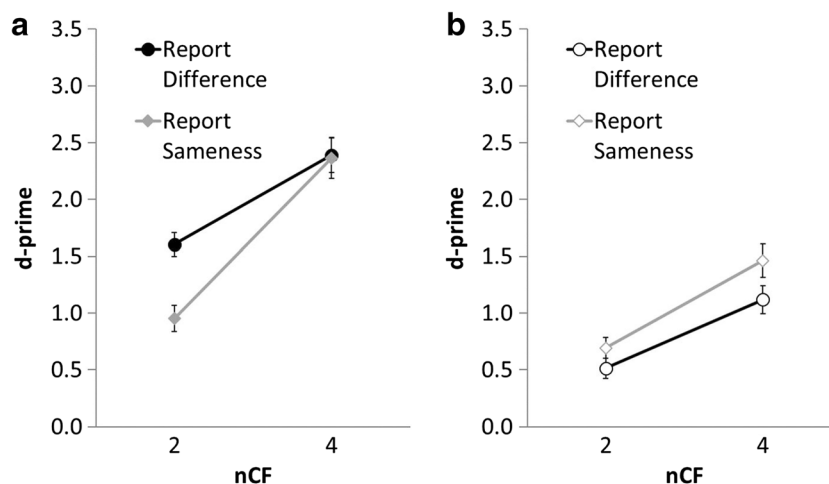 a
3.5
3.0
2.5
2.0
1.5
1.0
0.5
0.0
d-prime
Report
Difference
Report
Sameness
2
4
nCF
b
3.5
3.0
2.5
2.0
1.5
1.0
0.5
0.0
d-prime
Report
Difference
Report
Sameness
2
4
nCF